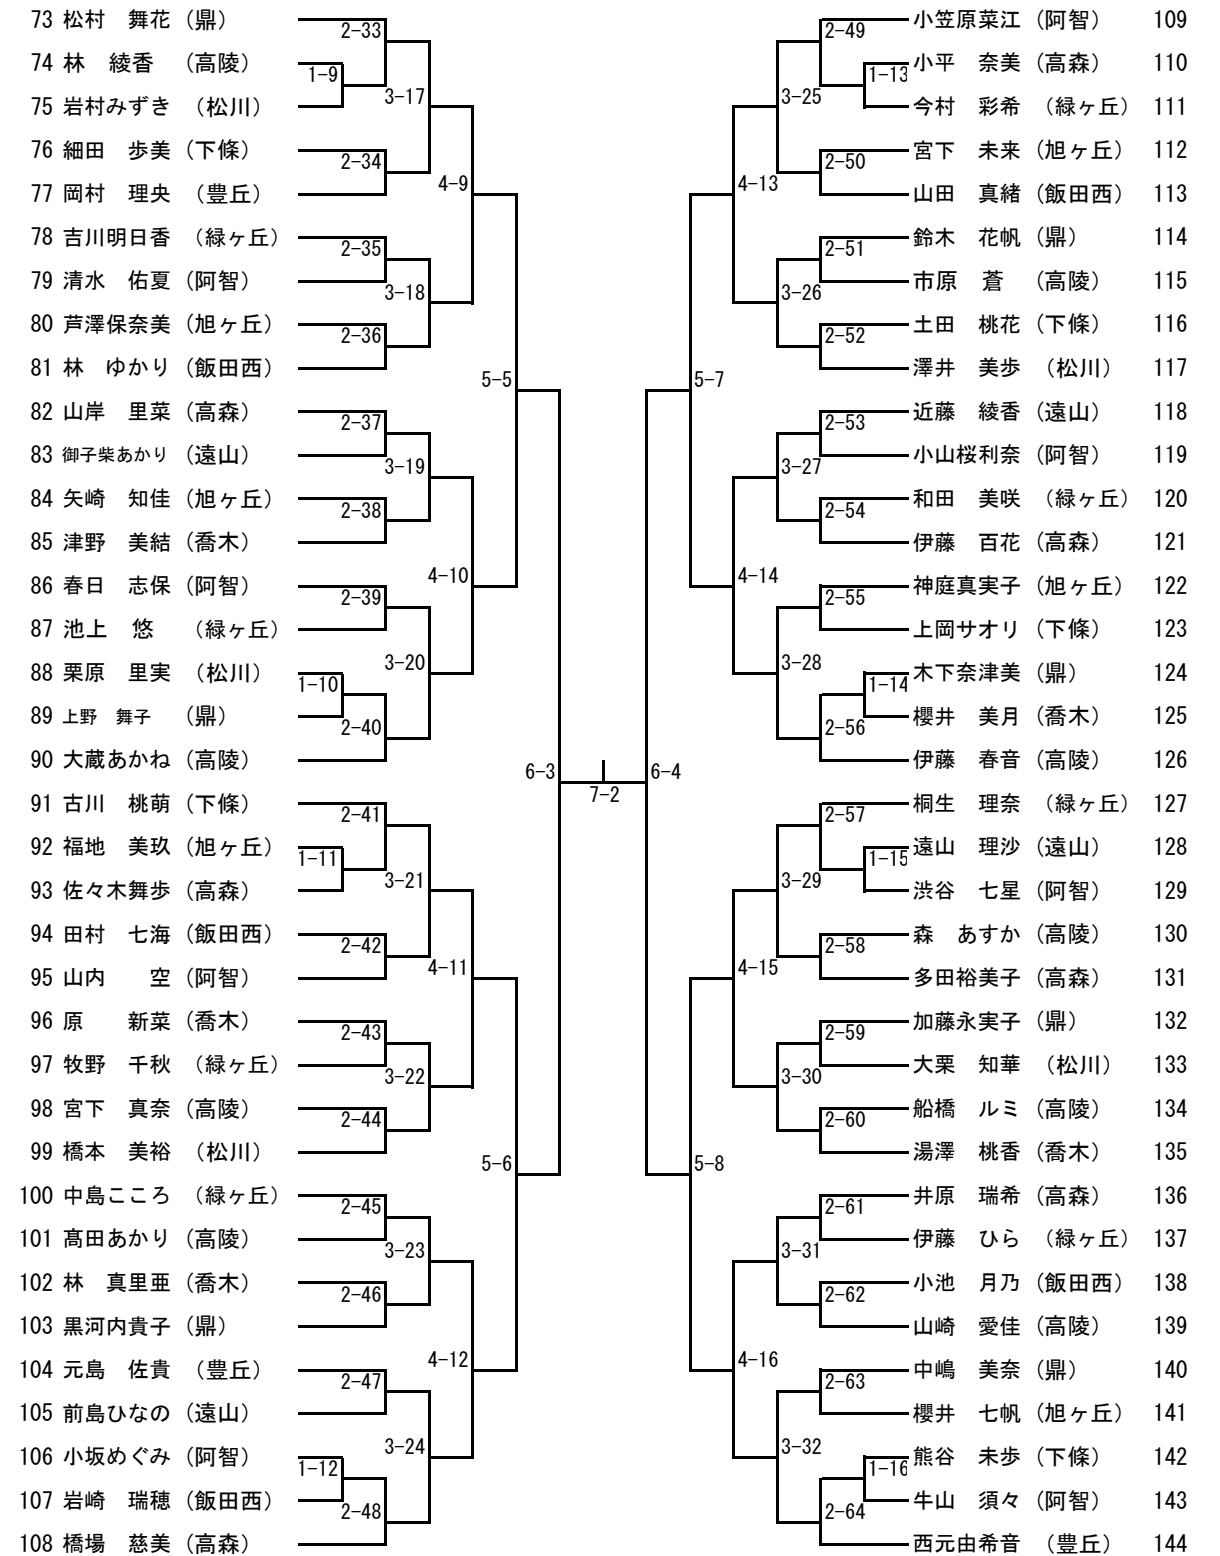 73 松村　舞花（鼎） 2-33 2-49 小笠原菜江（阿智） 109
74 林　綾香（高陵） 1-9 1-13 小平　奈美（高森） 110
75 岩村みずき（松川） 3-17 3-25 今村　彩希（緑ヶ丘） 111
76 細田　歩美（下條） 2-34 2-50 宮下　未来（旭ヶ丘） 112
77 岡村　理央（豊丘） 4-9 4-13 山田　真緒（飯田西） 113
78 吉川明日香（緑ヶ丘） 2-35 2-51 鈴木　花帆（鼎） 114
79 清水　佑夏（阿智） 3-18 3-26 市原　蒼（高陵） 115
80 芦澤保奈美（旭ヶ丘） 2-36 2-52 土田　桃花（下條） 116
81 林　ゆかり（飯田西） 5-5 5-7 澤井　美歩（松川） 117
82 山岸　里菜（高森） 2-37 2-53 近藤　綾香（遠山） 118
83 御子柴あかり（遠山） 3-19 3-27 小山桜利奈（阿智） 119
84 矢崎　知佳（旭ヶ丘） 2-38 2-54 和田　美咲（緑ヶ丘） 120
85 津野　美結（喬木） 4-10 4-14 伊藤　百花（高森） 121
86 春日　志保（阿智） 2-39 2-55 神庭真実子（旭ヶ丘） 122
87 池上　悠（緑ヶ丘） 上岡サオリ（下條） 123
88 栗原　里実（松川） 1-10 3-20 3-28 1-14 木下奈津美（鼎） 124
89 上野　舞子（鼎） 2-40 2-56 櫻井　美月（喬木） 125
90 大蔵あかね（高陵） 6-3 7-2 6-4 伊藤　春音（高陵） 126
91 古川　桃萌（下條） 2-41 2-57 桐生　理奈（緑ヶ丘） 127
92 福地　美玖（旭ヶ丘） 1-11 1-15 遠山　理沙（遠山） 128
93 佐々木舞歩（高森） 3-21 3-29 渋谷　七星（阿智） 129
94 田村　七海（飯田西） 2-42 2-58 森　あすか（高陵） 130
95 山内　　空（阿智） 4-11 4-15 多田裕美子（高森） 131
96 原　　新菜（喬木） 2-43 2-59 加藤永実子（鼎） 132
97 牧野　千秋（緑ヶ丘） 3-22 3-30 大栗　知華（松川） 133
98 宮下　真奈（高陵） 2-44 2-60 船橋　ルミ（高陵） 134
99 橋本　美裕（松川） 5-6 5-8 湯澤　桃香（喬木） 135
100 中島こころ（緑ヶ丘） 2-45 2-61 井原　瑞希（高森） 136
101 髙田あかり（高陵） 3-23 3-31 伊藤　ひら（緑ヶ丘） 137
102 林　真里亜（喬木） 2-46 2-62 小池　月乃（飯田西） 138
103 黒河内貴子（鼎） 4-12 4-16 山崎　愛佳（高陵） 139
104 元島　佐貴（豊丘） 2-47 2-63 中嶋　美奈（鼎） 140
105 前島ひなの（遠山） 3-24 3-32 櫻井　七帆（旭ヶ丘） 141
106 小坂めぐみ（阿智） 1-12 1-16 熊谷　未歩（下條） 142
107 岩崎　瑞穂（飯田西） 2-48 2-64 牛山　須々（阿智） 143
108 橋場　慈美（高森） 西元由希音（豊丘） 144